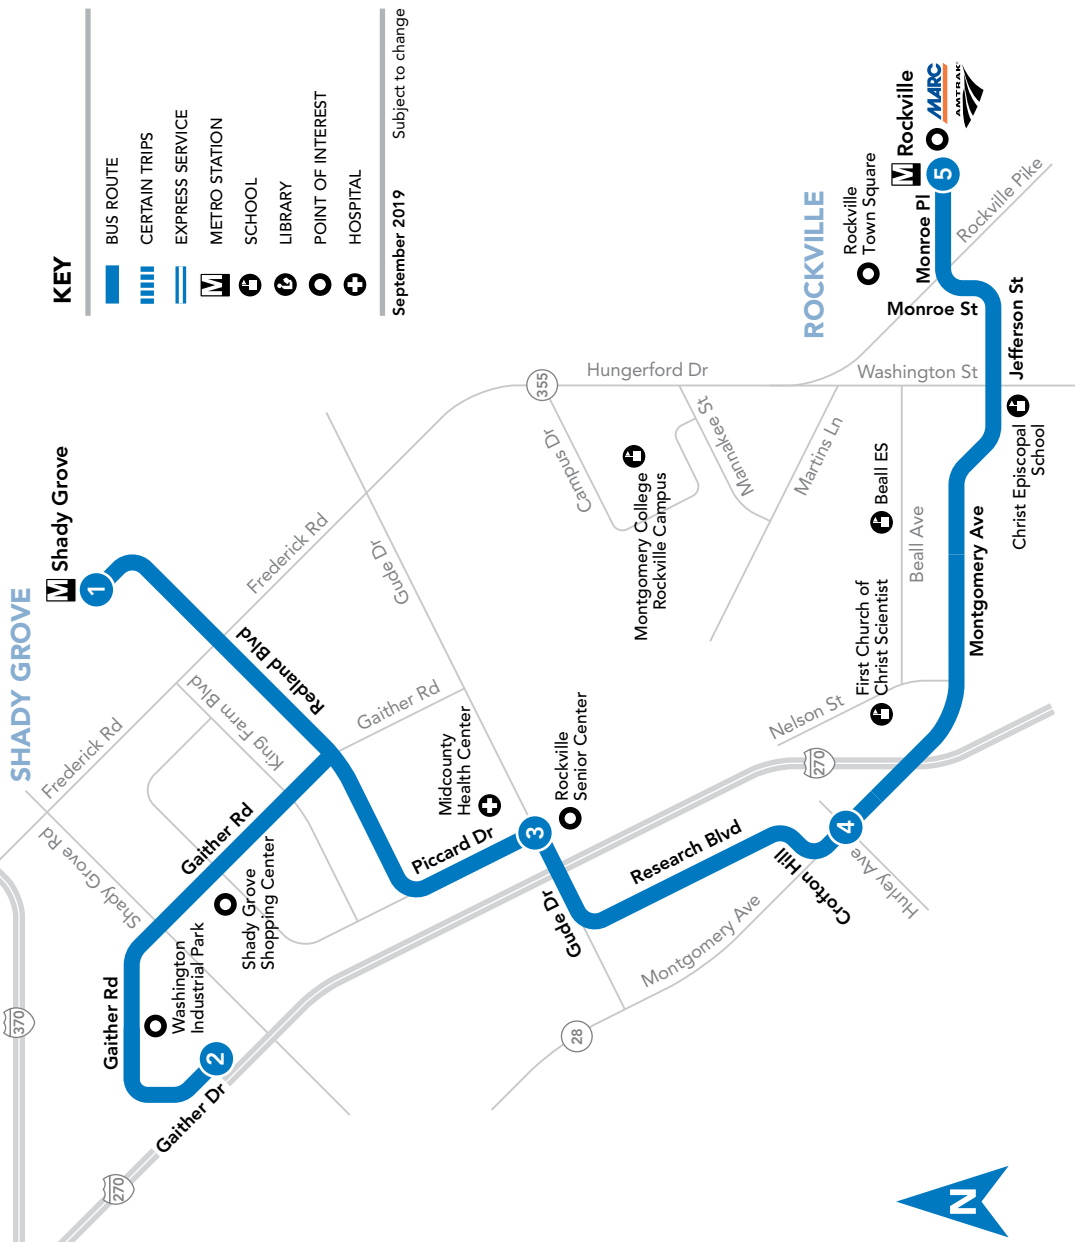 KEY
BUS ROUTE
CERTAIN TRIPS
EXPRESS SERVICE
M METRO STATION
SCHOOL
LIBRARY
POINT OF INTEREST
HOSPITAL
September 2019 Subject to change
SHADY GROVE
M Shady Grove
1
Frederick Rd
Frederick Rd
Shady Grove Rd
King Farm Blvd
Redland Blvd
Gaither Rd
Gaither Rd
Gaither Rd
Gude Dr
370
270
Washington
Industrial Park
Shady Grove
Shopping Center
2
Gaither Dr
Midcounty
Health Center
Piccard Dr
3
Rockville
Senior Center
Gude Dr
Research Blvd
28
Montgomery Ave
Crofton Hill
Hurley Ave
4
270
Nelson St
First Church of
Christ Scientist
Beall ES
Beall Ave
Montgomery Ave
355
Hungerford Dr
Campus Dr
Mannakee St
Martins Ln
Montgomery College
Rockville Campus
Washington St
Christ Episcopal
School
Jefferson St
Monroe St
Monroe Pl
Rockville Pike
ROCKVILLE
Rockville
Town Square
M Rockville
5
MARC
AMTRAK
N